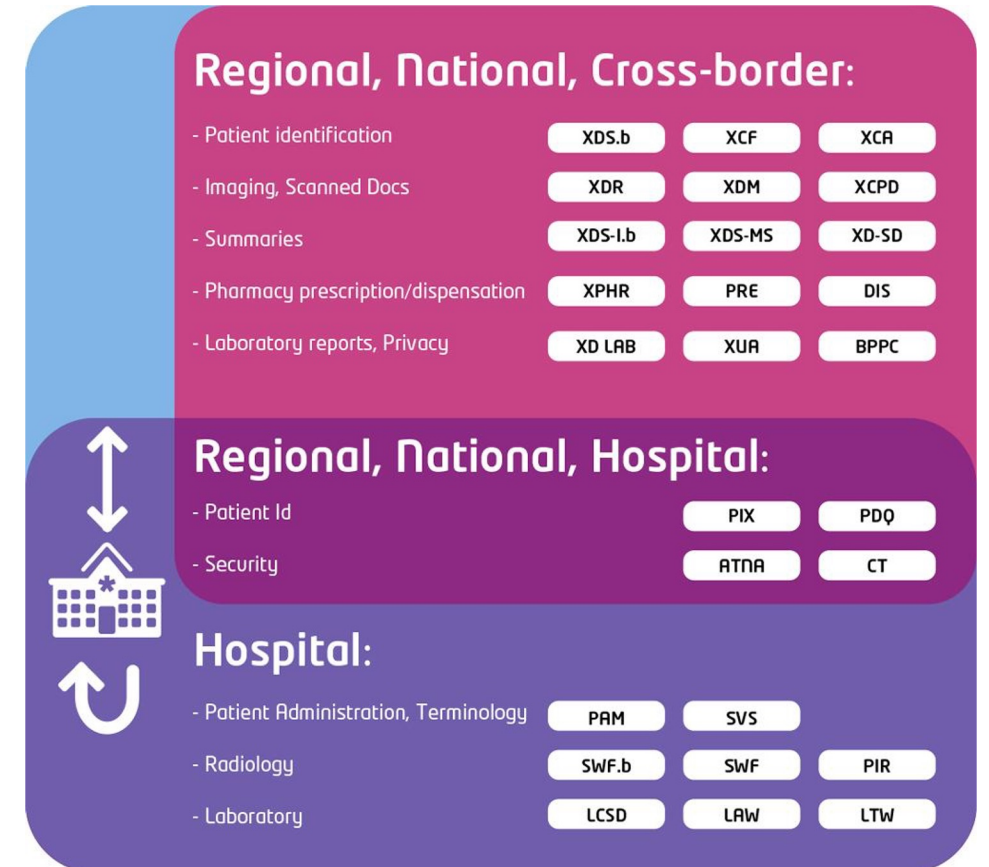 Regional, National, Cross-border:
- Patient identification XDS.b XCF XCA
- Imaging, Scanned Docs XDR XDM XCPD
- Summaries XDS-I.b XDS-MS XD-SD
- Pharmacy prescription/dispensation XPHR PRE DIS
- Laboratory reports, Privacy XD LAB XUA BPPC
Regional, National, Hospital:
- Patient Id PIX PDQ
- Security ATNA CT
Hospital:
- Patient Administration, Terminology PAM SVS
- Radiology SWF.b SWF PIR
- Laboratory LCSD LAW LTW